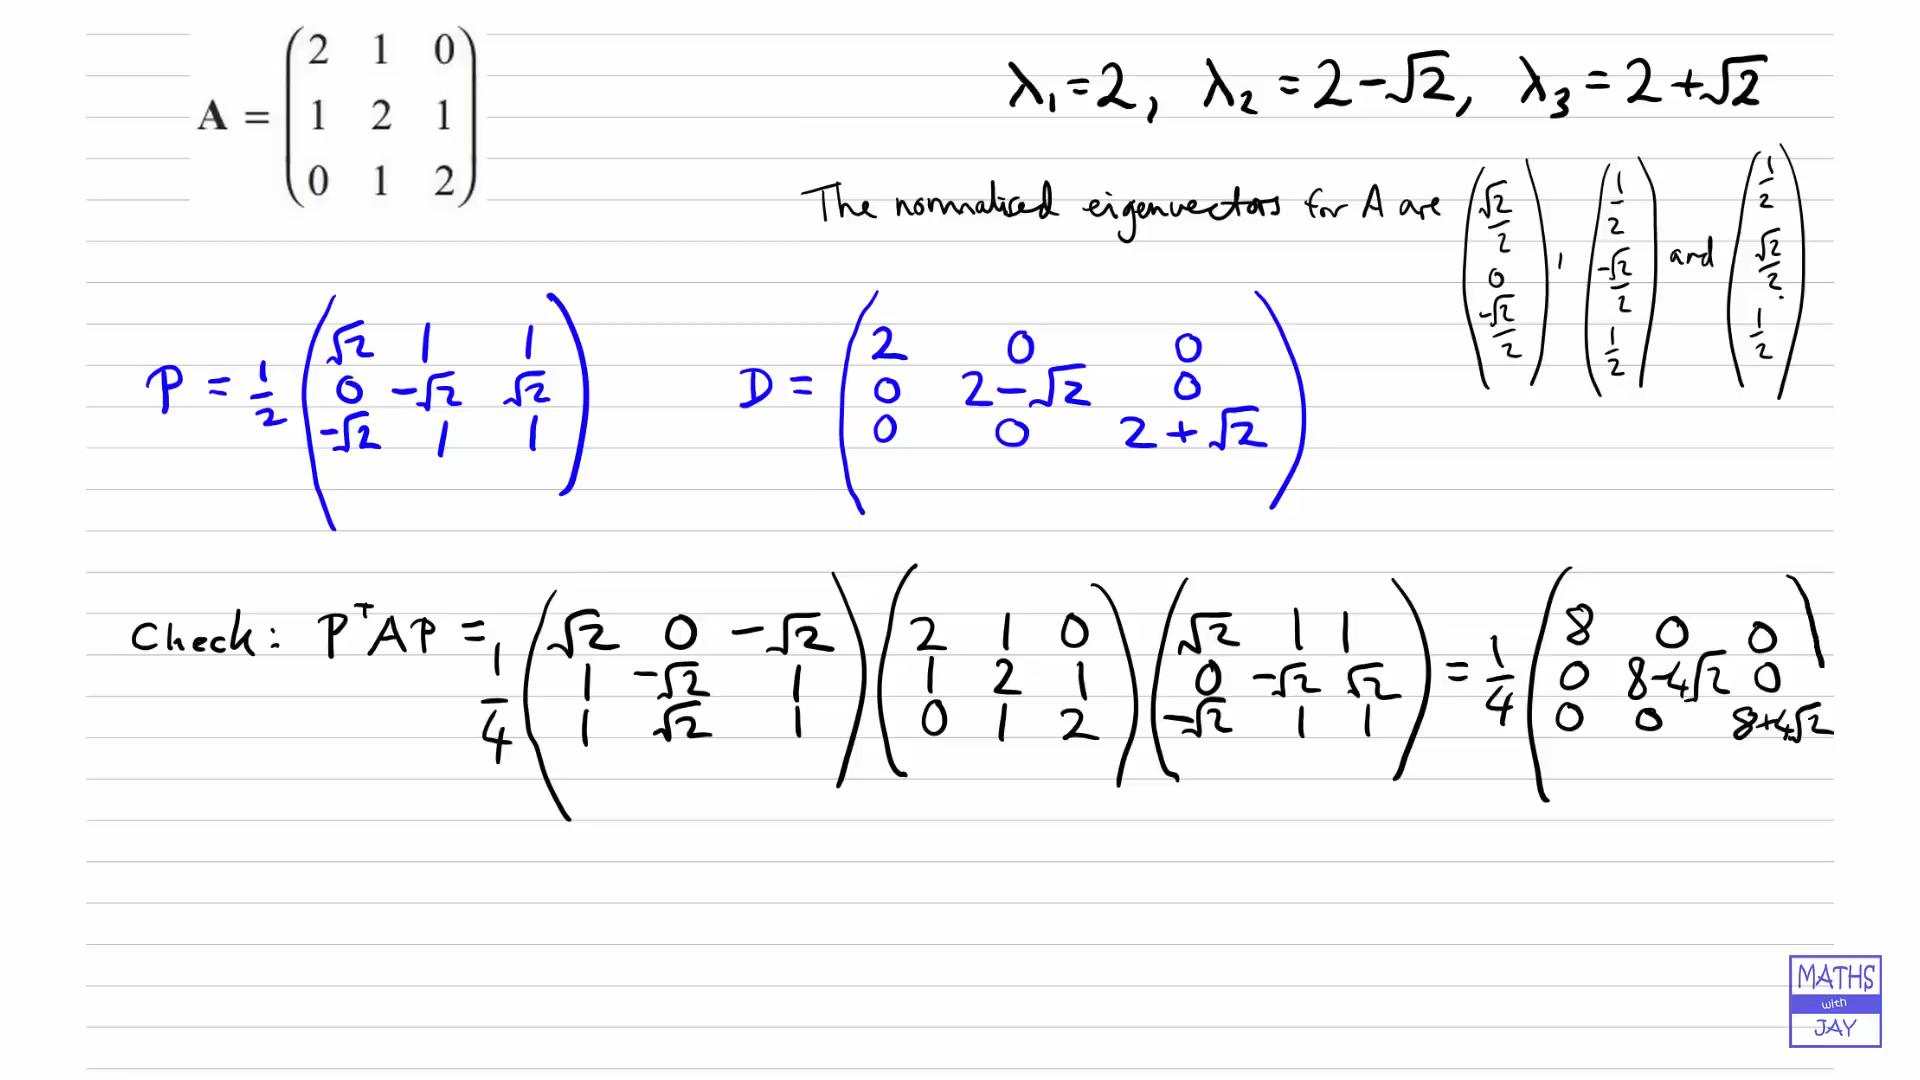 A = (2 1 0
1 2 1
0 1 2)
λ₁ = 2, λ₂ = 2-√2, λ₃ = 2+√2
The normalised eigenvectors for A are (√2/2 0 -√2/2), (1/2 -√2/2 1/2) and (1/2 √2/2 1/2)
P = 1/2 (√2 1 1
0 -√2 √2
-√2 1 1)
D = (2 0 0
0 2-√2 0
0 0 2+√2)
Check: PᵀAP = 1/4 (√2 0 -√2
1 -√2 1
1 √2 1)
(2 1 0
1 2 1
0 1 2)
(√2 1 1
0 -√2 √2
-√2 1 1)
= 1/4 (8 0 0
0 8-4√2 0
0 0 8+4√2)
MATHS
with
JAY